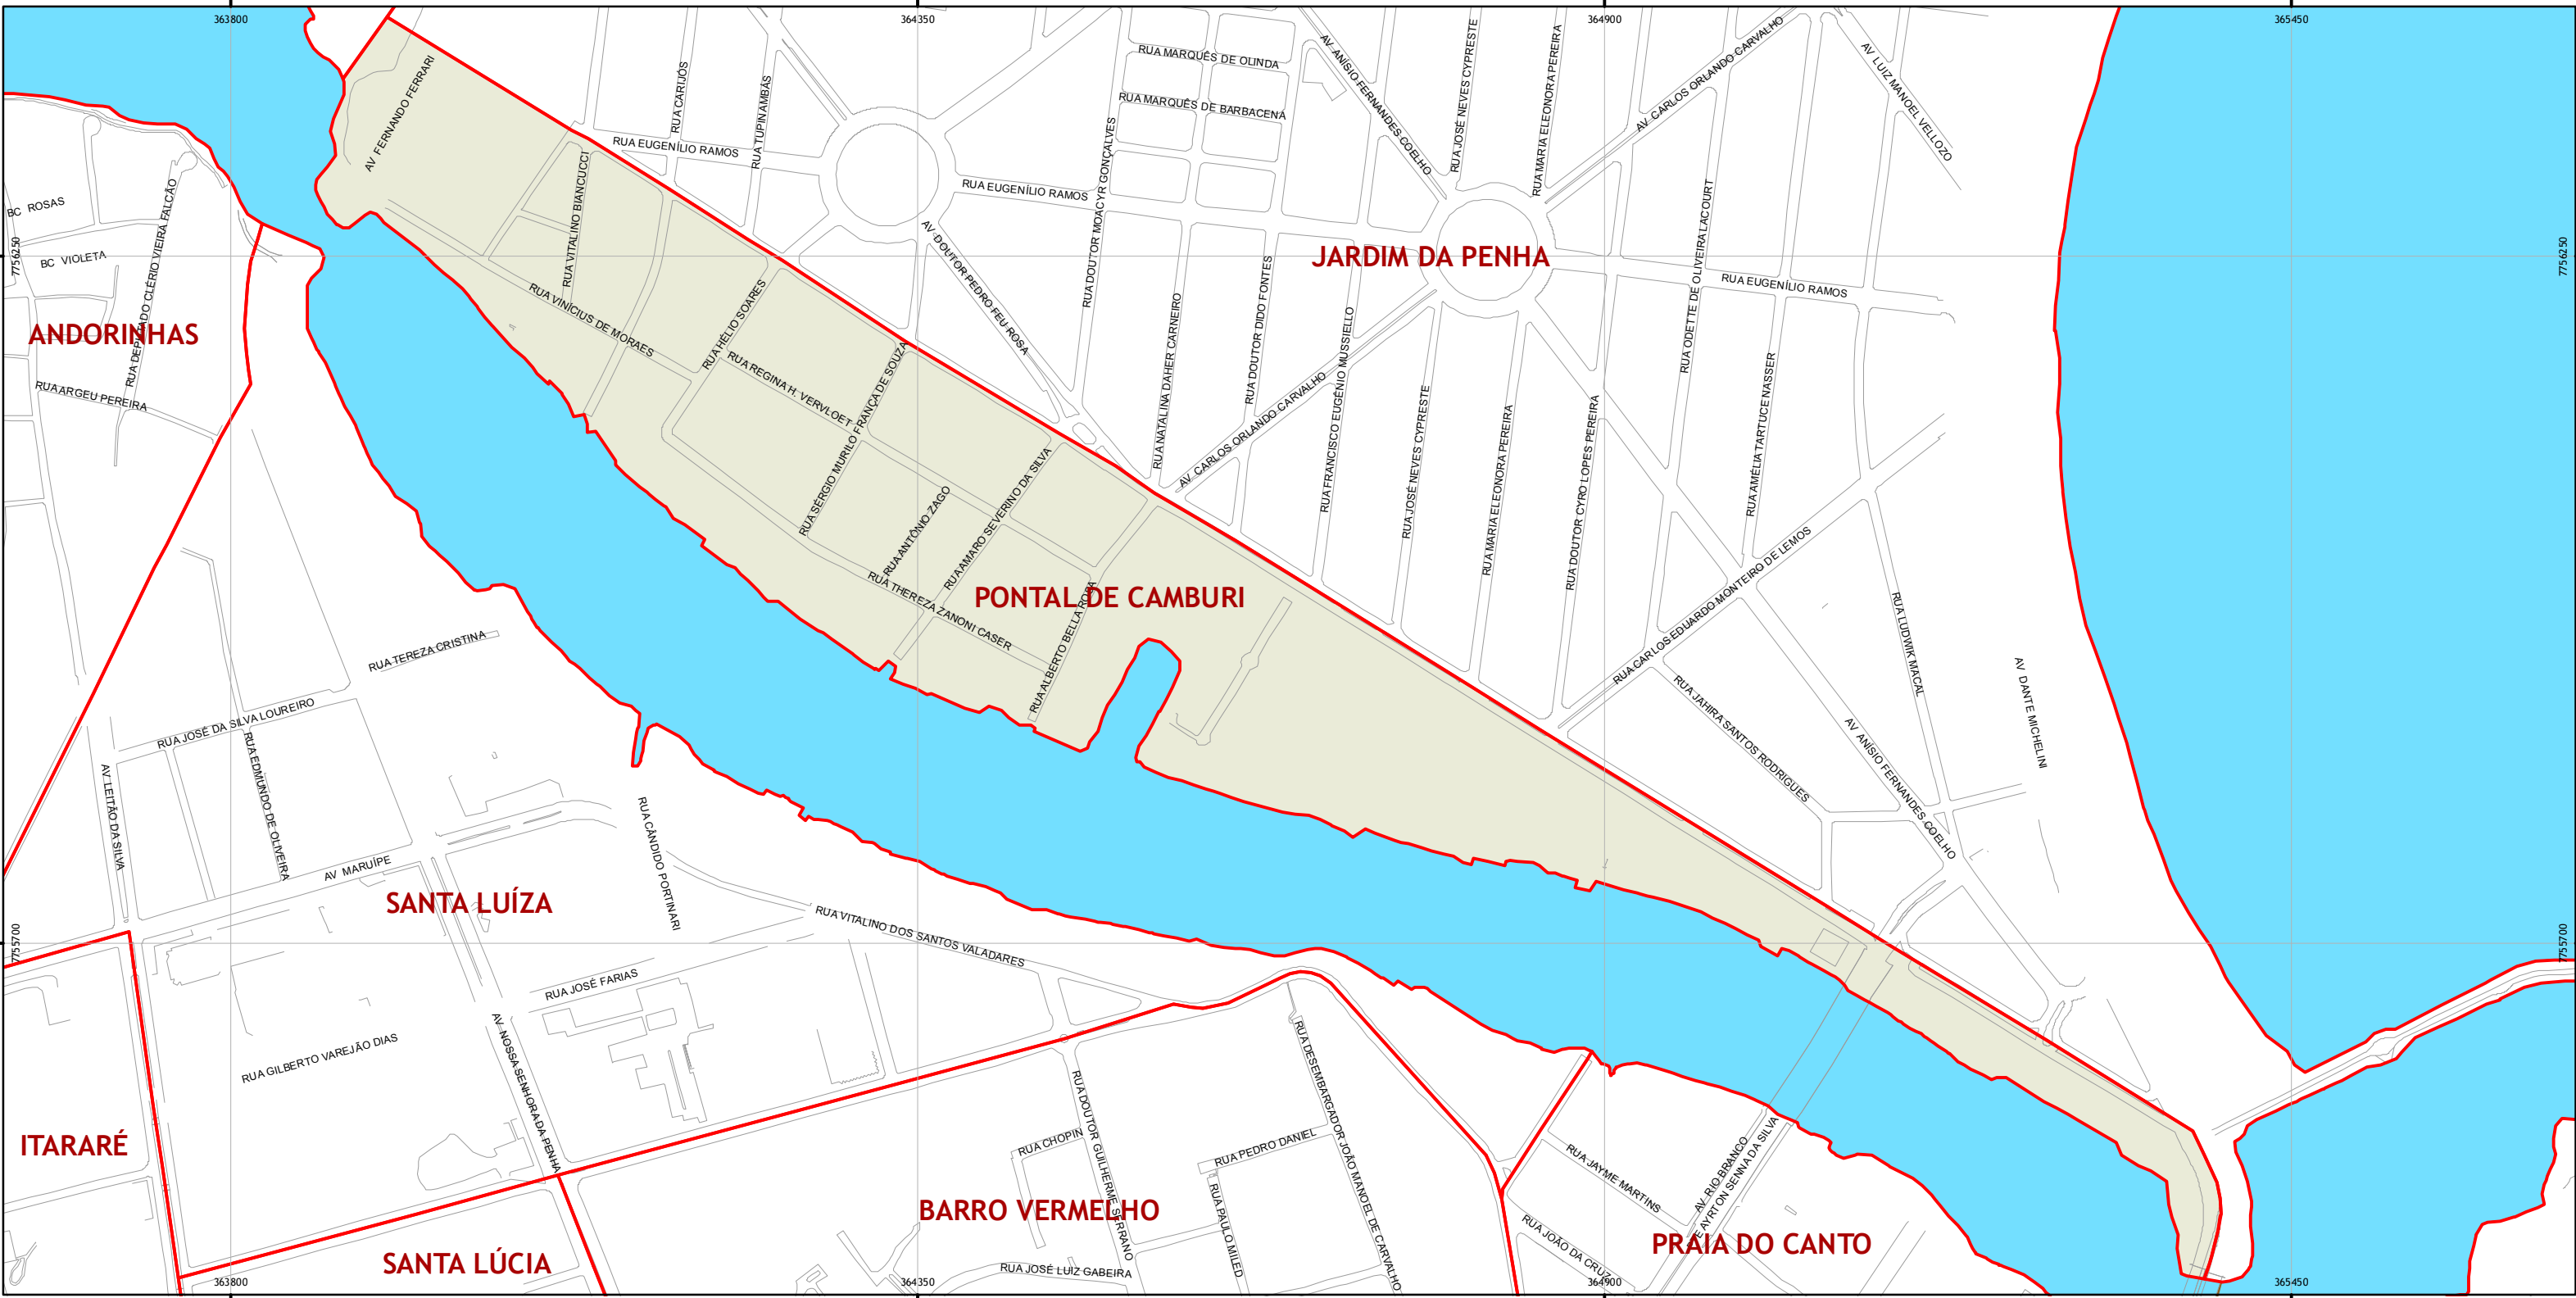 363800
364350
364900
365450
RUA MARQUÊS DE OLINDA
RUA MARQUÊS DE BARBACENA
AV ANÍSIO FERNANDES COELHO
RUA JOSÉ NEVES CYPRESTE
RUA MARIA ELEONORA PEREIRA
AV CARLOS ORLANDO CARVALHO
AV LUIZ MANOEL VELLOZO
AV FERNANDO FERRARI
RUA CARIJÓS
RUA TUPINAMBÁS
RUA EUGENÍLIO RAMOS
RUA EUGENÍLIO RAMOS
RUA EUGENÍLIO RAMOS
RUA VITALINO BIANCUCCI
RUA DOUTOR MOACYR GONÇALVES
RUA ODETTE DE OLIVEIRA LACOURT
BC ROSAS
BC VIOLETA
RUA DEPUTADO CLÉRIO VIEIRA FALCÃO
7756250
7756250
JARDIM DA PENHA
AV DOUTOR PEDRO FEU ROSA
RUA NATALINA DAHER CARNEIRO
RUA DOUTOR DIDO FONTES
RUA FRANCISCO EUGÊNIO MUSSIELLO
ANDORINHAS
RUA ARGEU PEREIRA
RUA VINÍCIUS DE MORAES
RUA HÉLIO SOARES
RUA REGINA H. VERVLOET
RUA SÉRGIO MURILO FRANÇA DE SOUZA
AV CARLOS ORLANDO CARVALHO
RUA JOSÉ NEVES CYPRESTE
RUA MARIA ELEONORA PEREIRA
RUA DOUTOR CYRO LOPES PEREIRA
RUA AMÉLIA TARTUCE NASSER
RUA ANTÔNIO ZAGO
RUA AMARO SEVERINO DA SILVA
RUA THEREZA ZANONI CASER
RUA ALBERTO BELLA ROSA
PONTAL DE CAMBURI
RUA CARLOS EDUARDO MONTEIRO DE LEMOS
RUA LUDWIK MACAL
AV DANTE MICHELINI
RUA JAHIRA SANTOS RODRIGUES
AV ANÍSIO FERNANDES COELHO
RUA TEREZA CRISTINA
RUA JOSÉ DA SILVA LOUREIRO
RUA EDMUNDO DE OLIVEIRA
AV LEITÃO DA SILVA
AV MARUÍPE
RUA CÂNDIDO PORTINARI
SANTA LUÍZA
RUA VITALINO DOS SANTOS VALADARES
7755700
7755700
RUA JOSÉ FARIAS
RUA GILBERTO VAREJÃO DIAS
AV NOSSA SENHORA DA PENHA
ITARARÉ
RUA CHOPIN
RUA DOUTOR GUILHERME SERRANO
RUA PEDRO DANIEL
RUA PAULO MILED
RUA DESEMBARGADOR JOÃO MANOEL DE CARVALHO
RUA JAYME MARTINS
AV RIO BRANCO
E AYRTON SENNA DA SILVA
BARRO VERMELHO
RUA JOÃO DA CRUZ
PRAIA DO CANTO
SANTA LÚCIA
RUA JOSÉ LUIZ GABEIRA
363800
364350
364900
365450